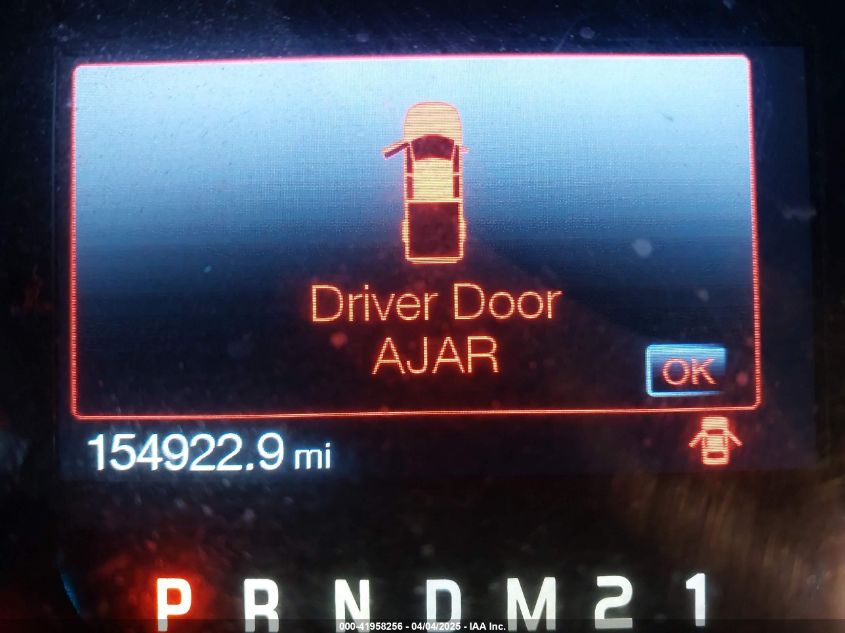 Driver Door
AJAR
OK
154922.9 mi
P R N D M 2 1
000-41958256 - 04/04/2025 - IAA Inc.